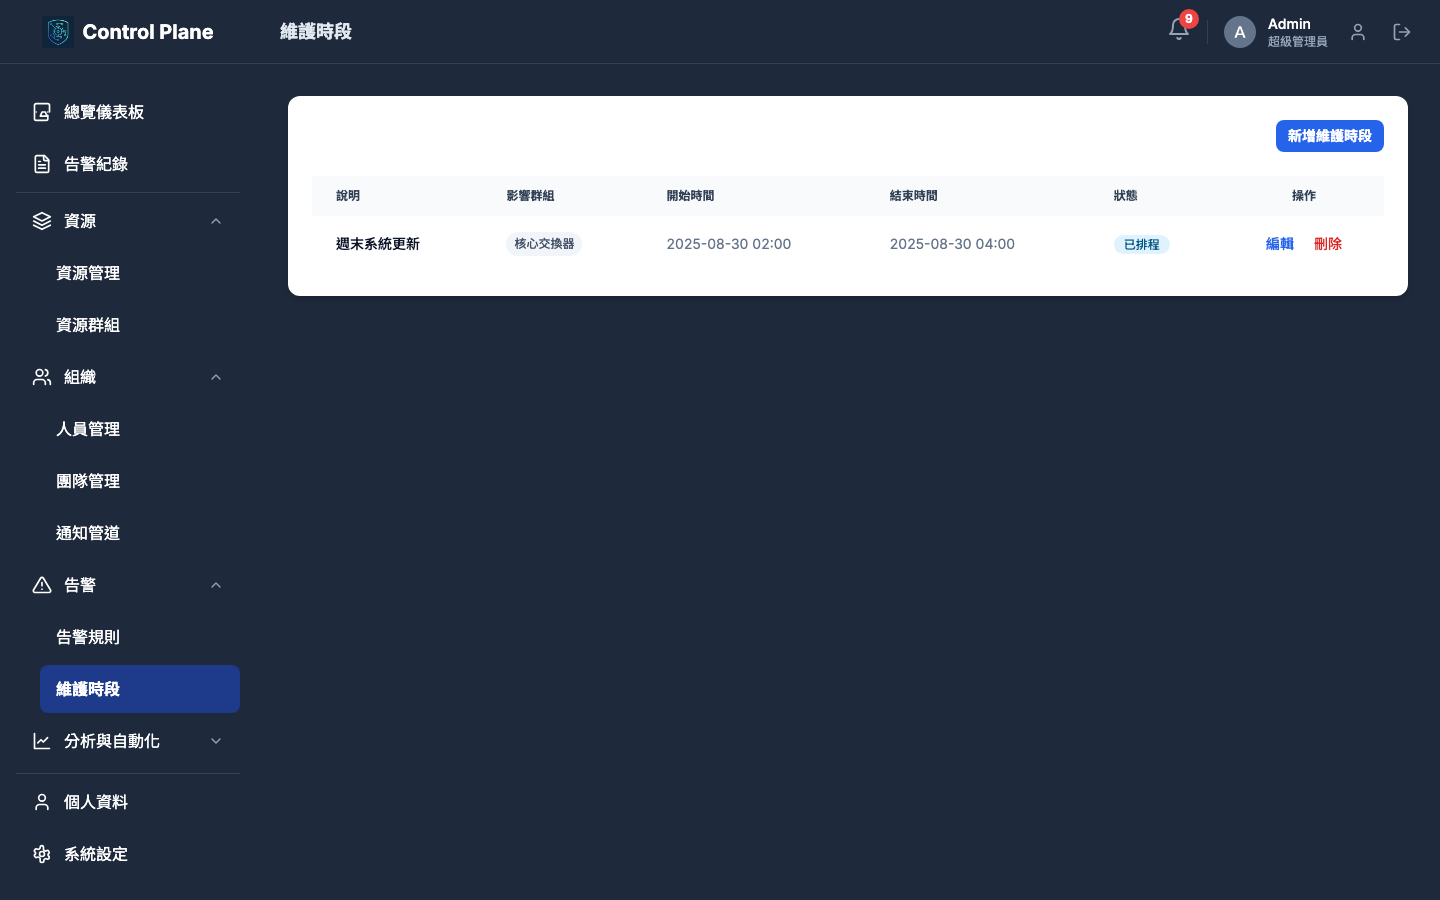 Control Plane
維護時段
9
A
Admin
超級管理員
總覽儀表板
告警紀錄
資源
資源管理
資源群組
組織
人員管理
團隊管理
通知管道
告警
告警規則
維護時段
分析與自動化
個人資料
系統設定
新增維護時段
說明 影響群組 開始時間 結束時間 狀態 操作
週末系統更新 核心交換器 2025-08-30 02:00 2025-08-30 04:00 已排程 編輯 刪除